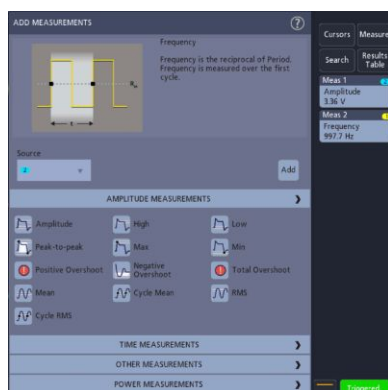 ADD MEASUREMENTS
?
Frequency
Frequency is the reciprocal of Period.
Frequency is measured over the first
cycle.
Source
2
Add
AMPLITUDE MEASUREMENTS
Amplitude
High
Low
Peak-to-peak
Max
Min
Positive Overshoot
Negative
Overshoot
Total Overshoot
Mean
Cycle Mean
RMS
Cycle RMS
TIME MEASUREMENTS
OTHER MEASUREMENTS
POWER MEASUREMENTS
Cursors
Measure
Search
Results
Table
Meas 1
Amplitude
3.36 V
Meas 2
Frequency
997.7 Hz
Triggered